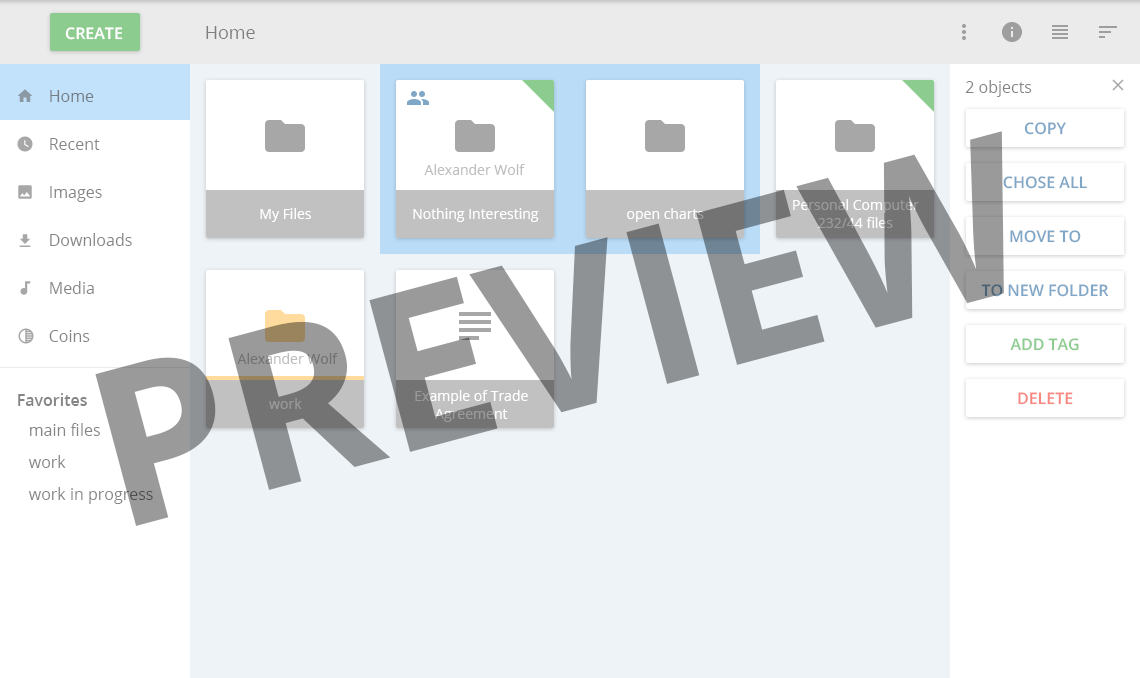 CREATE
Home
Home
Recent
Images
Downloads
Media
Coins
Favorites
main files
work
work in progress
My Files
Alexander Wolf
Nothing Interesting
open charts
Personal Computer
232/44 files
Alexander Wolf
work
Example of Trade
Agreement
2 objects
COPY
CHOSE ALL
MOVE TO
TO NEW FOLDER
ADD TAG
DELETE
PREVIEW